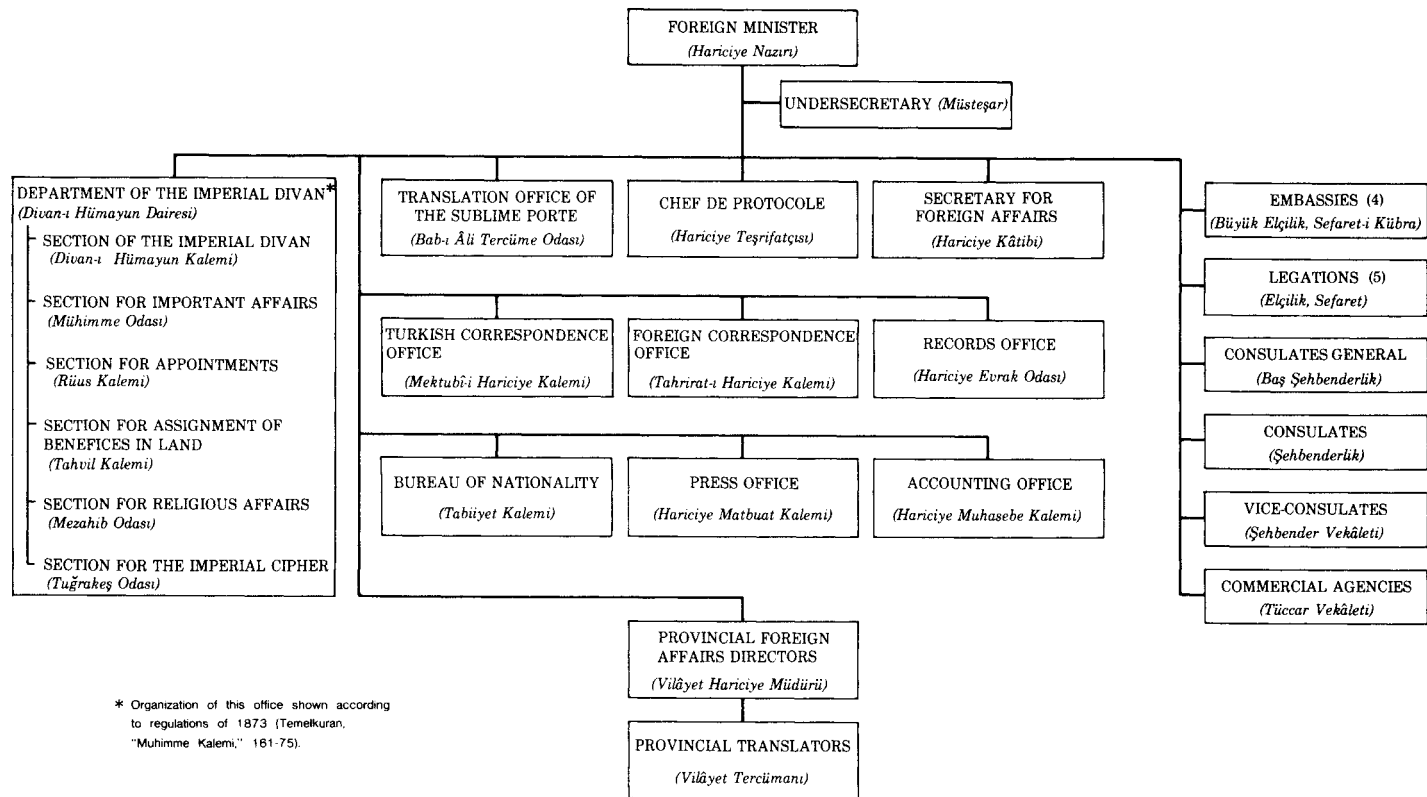 FOREIGN MINISTER
(Hariciye Nazırı)
UNDERSECRETARY (Müsteşar)
DEPARTMENT OF THE IMPERIAL DIVAN*
(Divan-ı Hümayun Dairesi)
SECTION OF THE IMPERIAL DIVAN
(Divan-ı Hümayun Kalemi)
SECTION FOR IMPORTANT AFFAIRS
(Mühimme Odası)
SECTION FOR APPOINTMENTS
(Rüus Kalemi)
SECTION FOR ASSIGNMENT OF
BENEFICES IN LAND
(Tahvil Kalemi)
SECTION FOR RELIGIOUS AFFAIRS
(Mezahib Odası)
SECTION FOR THE IMPERIAL CIPHER
(Tuğrakeş Odası)
TRANSLATION OFFICE OF
THE SUBLIME PORTE
(Bab-ı Âli Tercüme Odası)
CHEF DE PROTOCOLE
(Hariciye Teşrifatçısı)
SECRETARY FOR
FOREIGN AFFAIRS
(Hariciye Kâtibi)
TURKISH CORRESPONDENCE
OFFICE
(Mektubî-i Hariciye Kalemi)
FOREIGN CORRESPONDENCE
OFFICE
(Tahrirat-ı Hariciye Kalemi)
RECORDS OFFICE
(Hariciye Evrak Odası)
BUREAU OF NATIONALITY
(Tabiiyet Kalemi)
PRESS OFFICE
(Hariciye Matbuat Kalemi)
ACCOUNTING OFFICE
(Hariciye Muhasebe Kalemi)
PROVINCIAL FOREIGN
AFFAIRS DIRECTORS
(Vilâyet Hariciye Müdürü)
PROVINCIAL TRANSLATORS
(Vilâyet Tercümanı)
EMBASSIES (4)
(Büyük Elçilik, Sefaret-i Kübra)
LEGATIONS (5)
(Elçilik, Sefaret)
CONSULATES GENERAL
(Baş Şehbenderlik)
CONSULATES
(Şehbenderlik)
VICE-CONSULATES
(Şehbender Vekâleti)
COMMERCIAL AGENCIES
(Tüccar Vekâleti)
* Organization of this office shown according
to regulations of 1873 (Temelkuran,
"Muhimme Kalemi," 161-75).